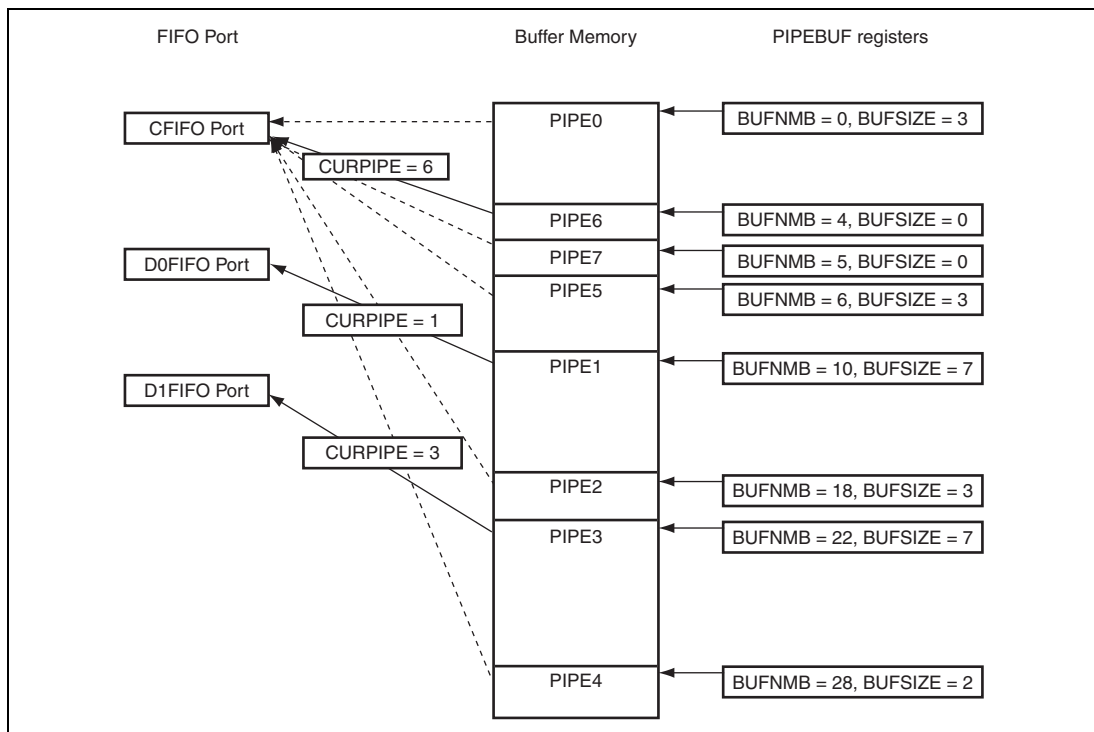 FIFO Port
Buffer Memory
PIPEBUF registers
CFIFO Port
PIPE0
BUFNMB = 0, BUFSIZE = 3
CURPIPE = 6
PIPE6
BUFNMB = 4, BUFSIZE = 0
D0FIFO Port
PIPE7
BUFNMB = 5, BUFSIZE = 0
PIPE5
BUFNMB = 6, BUFSIZE = 3
CURPIPE = 1
PIPE1
BUFNMB = 10, BUFSIZE = 7
D1FIFO Port
CURPIPE = 3
PIPE2
BUFNMB = 18, BUFSIZE = 3
PIPE3
BUFNMB = 22, BUFSIZE = 7
PIPE4
BUFNMB = 28, BUFSIZE = 2